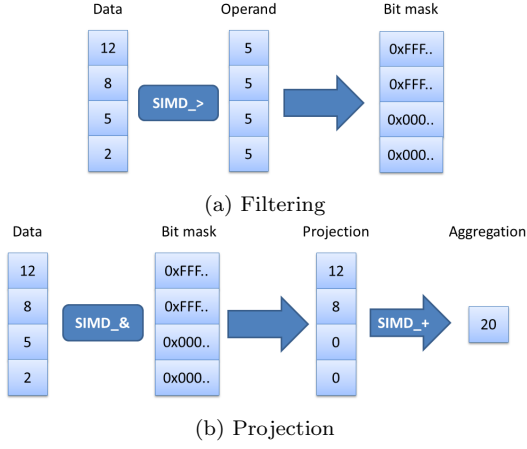 Data Operand Bit mask
12 5 0xFFF..
8 5 0xFFF..
SIMD_>
5 5 0x000..
2 5 0x000..
(a) Filtering
Data Bit mask Projection Aggregation
12 0xFFF.. 12
8 0xFFF.. 8
SIMD_& SIMD_+ 20
5 0x000.. 0
2 0x000.. 0
(b) Projection